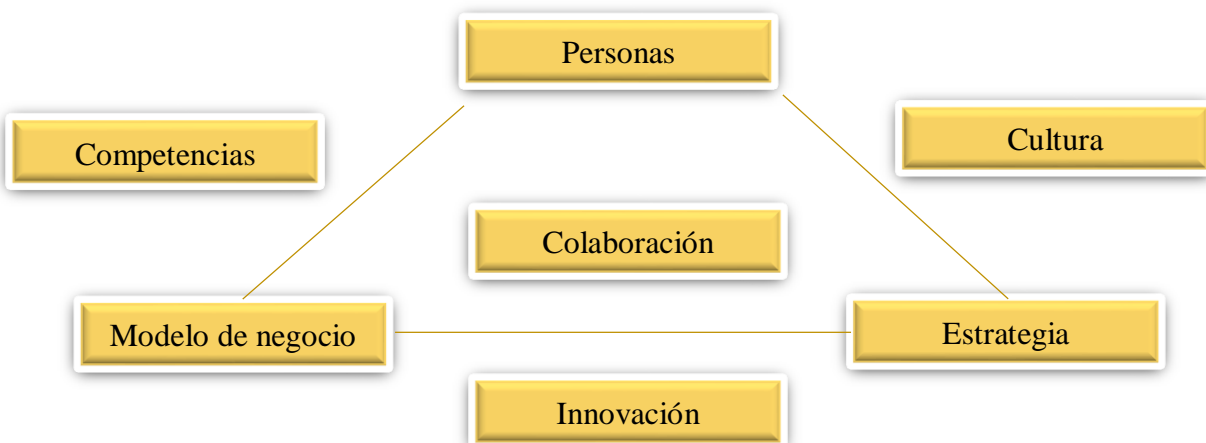 Personas
Competencias
Cultura
Colaboración
Modelo de negocio
Estrategia
Innovación